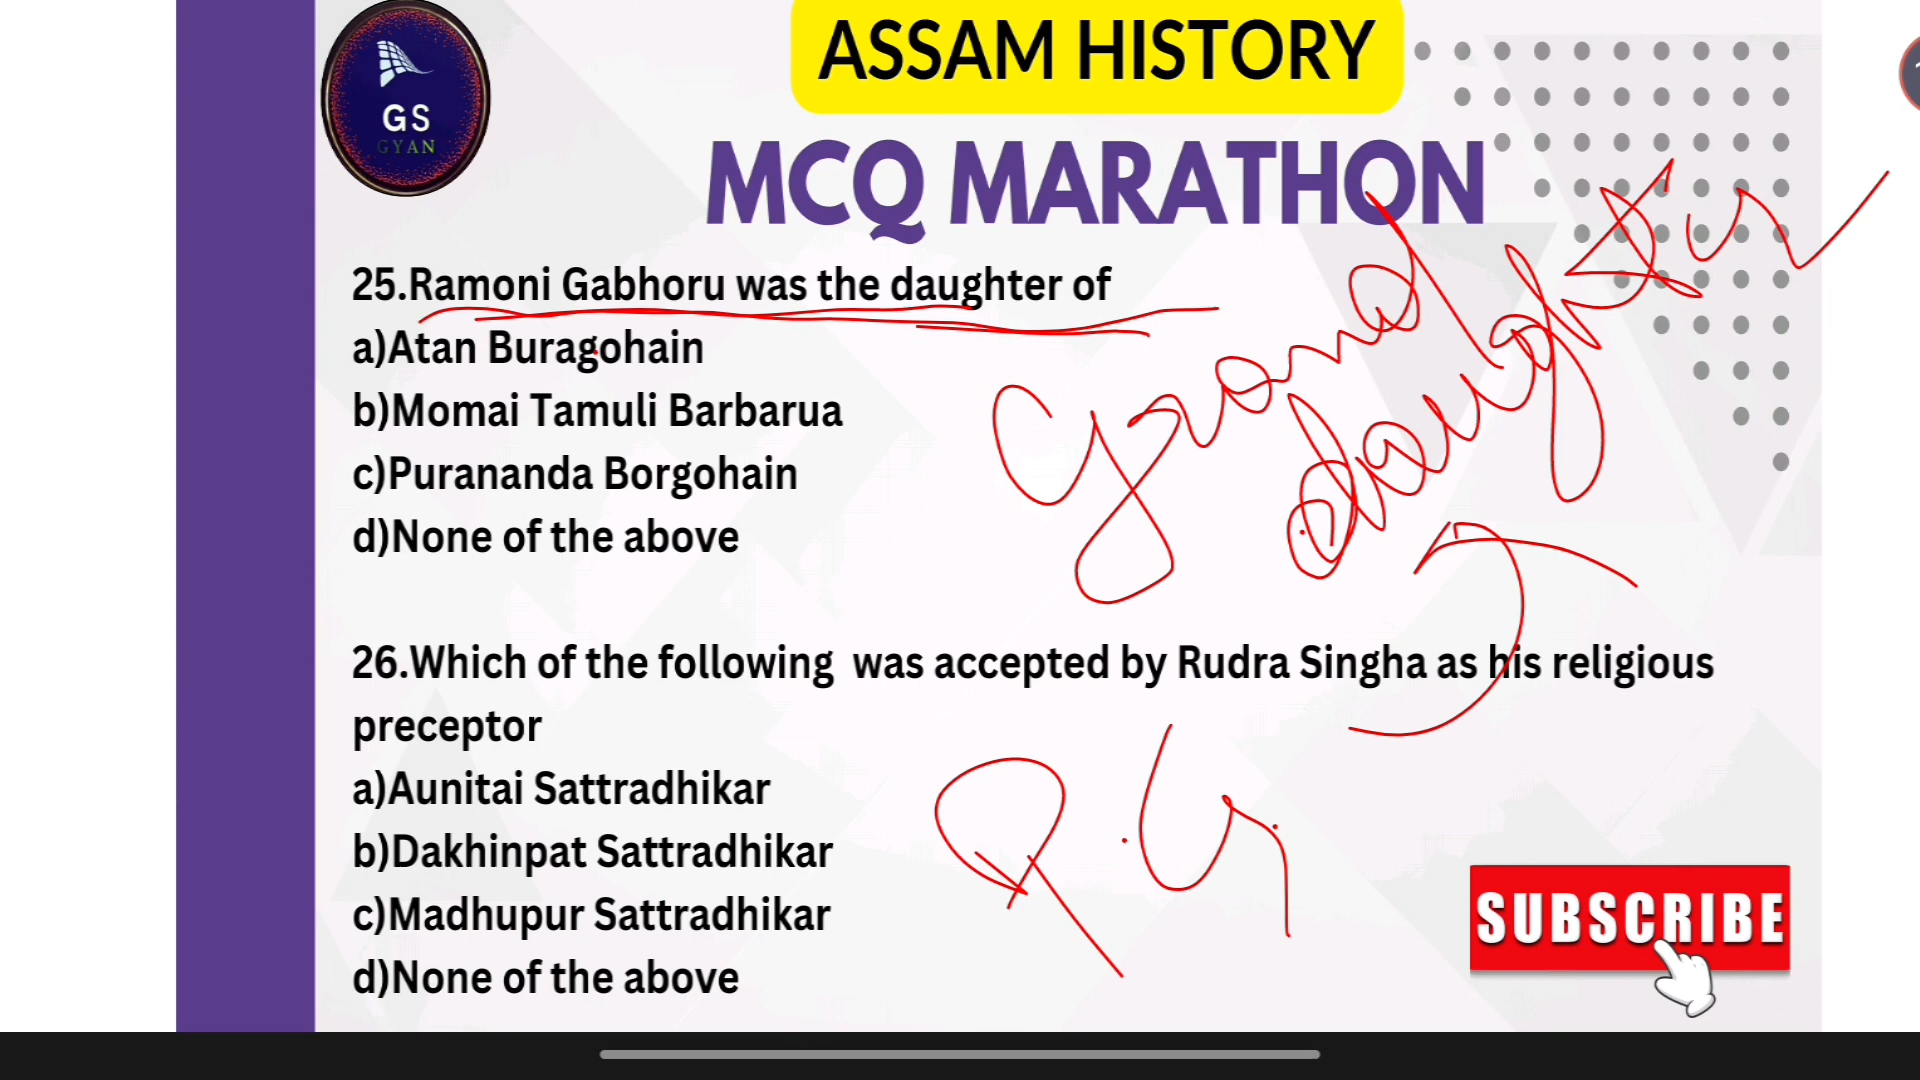 GS
GYAN
ASSAM HISTORY
MCQ MARATHON
25.Ramoni Gabhoru was the daughter of
a)Atan Buragohain
b)Momai Tamuli Barbarua
c)Purananda Borgohain
d)None of the above
Grand
daughter
26.Which of the following was accepted by Rudra Singha as his religious
preceptor
a)Aunitai Sattradhikar
b)Dakhinpat Sattradhikar
c)Madhupur Sattradhikar
d)None of the above
R.G.
SUBSCRIBE